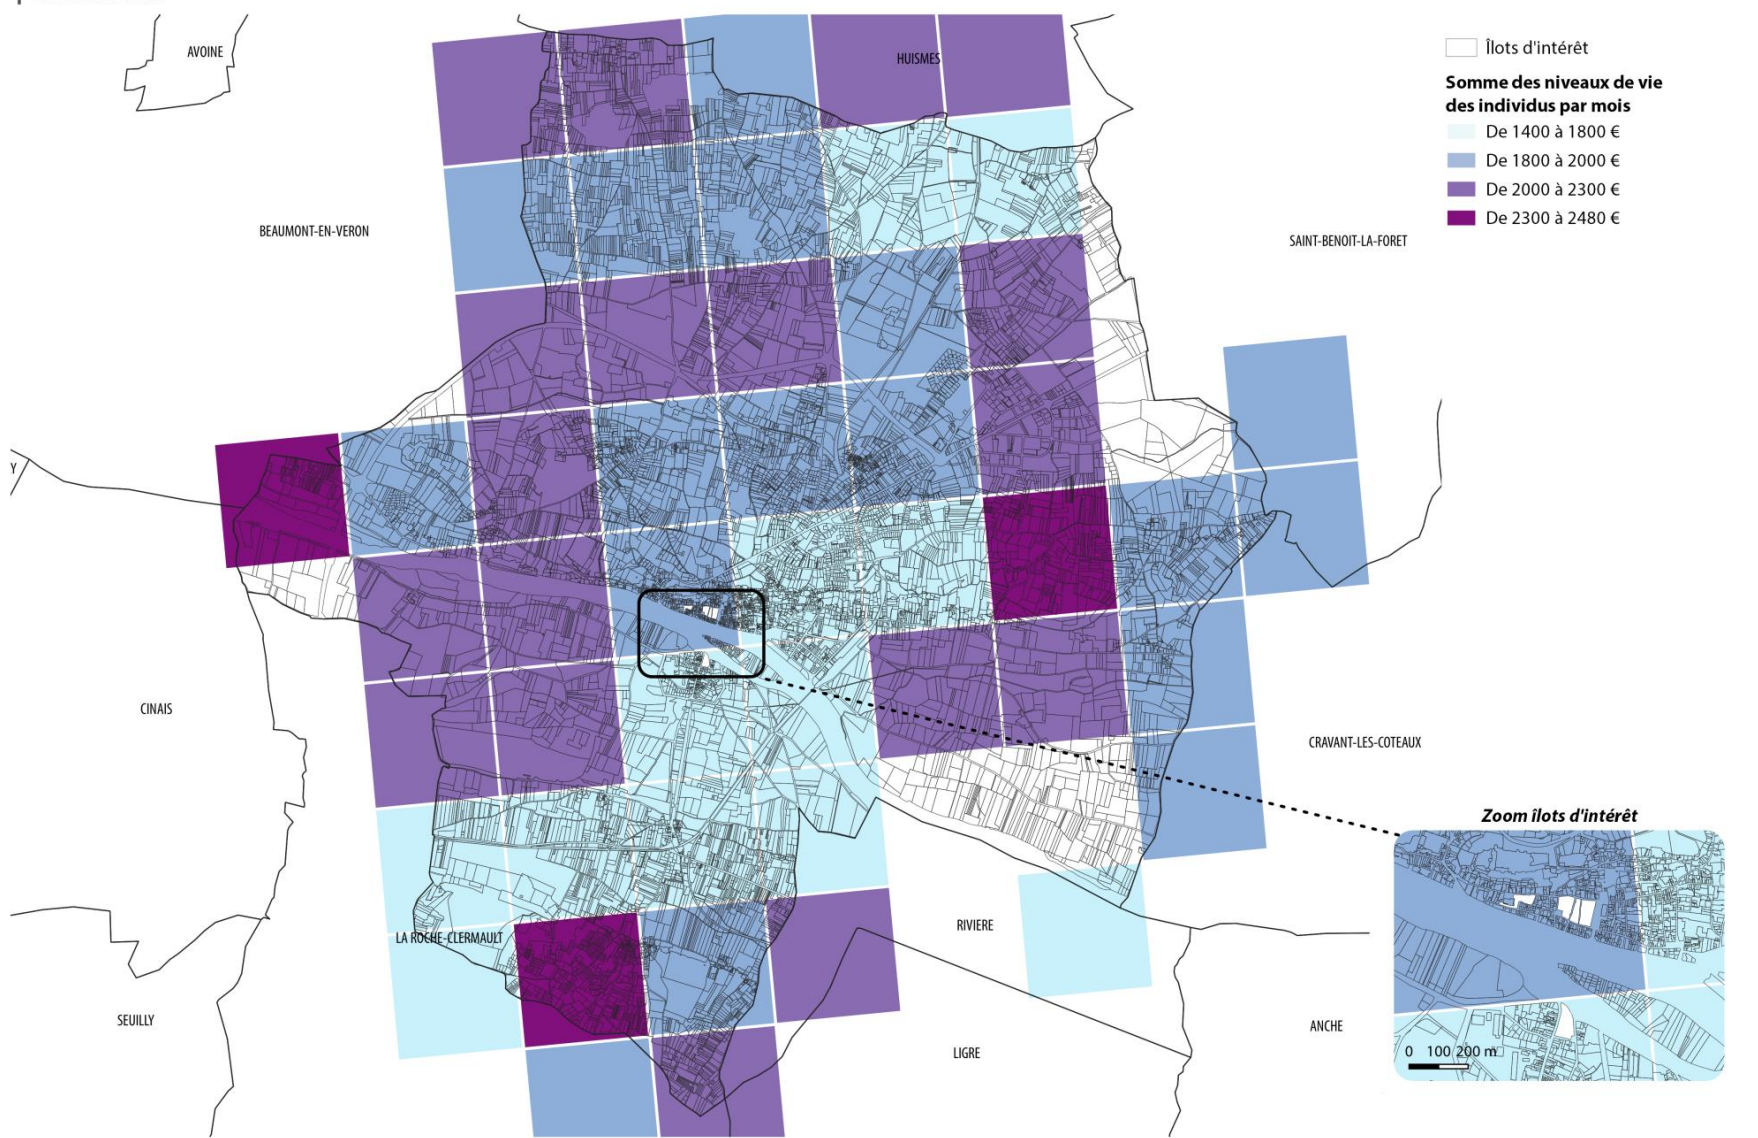 AVOINE
HUISMES
Îlots d'intérêt
Somme des niveaux de vie
des individus par mois
De 1400 à 1800 €
De 1800 à 2000 €
De 2000 à 2300 €
De 2300 à 2480 €
BEAUMONT-EN-VERON
SAINT-BENOIT-LA-FORET
Y
CINAIS
CRAVANT-LES-COTEAUX
Zoom îlots d'intérêt
LA ROCHE-CLERMAULT
RIVIERE
SEUILLY
ANCHE
LIGRE
0 100 200 m